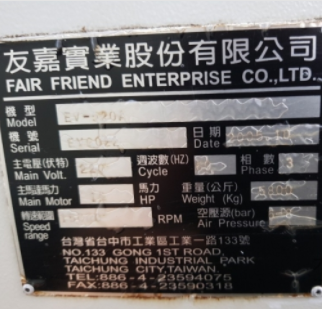 友嘉實業股份有限公司
FAIR FRIEND ENTERPRISE CO.,LTD.
機型 Model
機號 Serial 日期 Date
主電壓(伏特) Main Volt. 週波數(HZ) Cycle 相數 Phase 3
主馬達馬力 Main Motor 馬力 HP 重量(公斤) Weight (Kg)
轉速範圍 Speed range RPM 空壓源(bar) Air Pressure
台灣省台中市工業區工業一路133號
NO.133 GONG 1ST ROAD,
TAICHUNG INDUSTRIAL PARK
TAICHUNG CITY,TAIWAN.
TEL:886-4-23594075
FAX:886-4-23590318